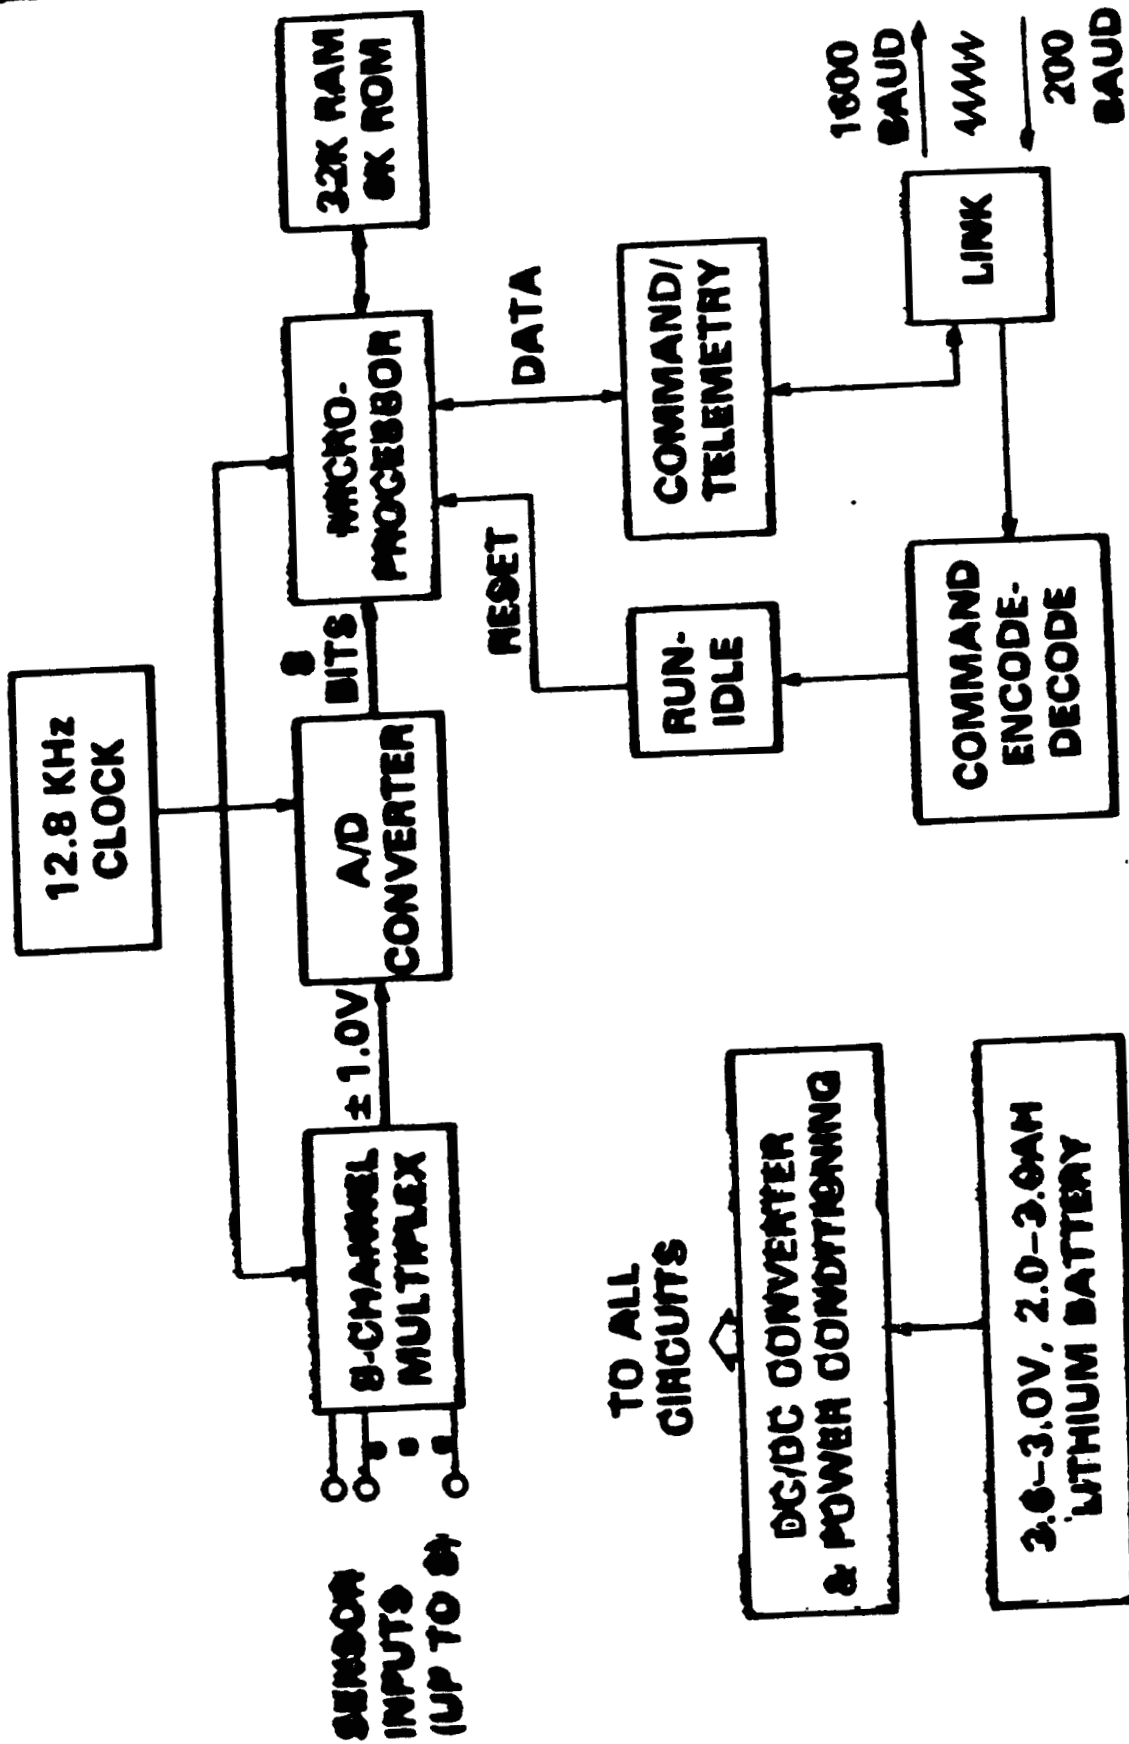 12.8 KHz
CLOCK
SENSOR
INPUTS
(UP TO 8)
8-CHANNEL
MULTIPLEX
± 1.0V
A/D
CONVERTER
8
BITS
MICRO-
PROCESSOR
32K RAM
8K ROM
RESET
DATA
RUN-
IDLE
COMMAND/
TELEMETRY
COMMAND
ENCODE-
DECODE
LINK
1600
BAUD
200
BAUD
TO ALL
CIRCUITS
DC/DC CONVERTER
& POWER CONDITIONING
3.6-3.0V, 2.0-3.0AH
LITHIUM BATTERY